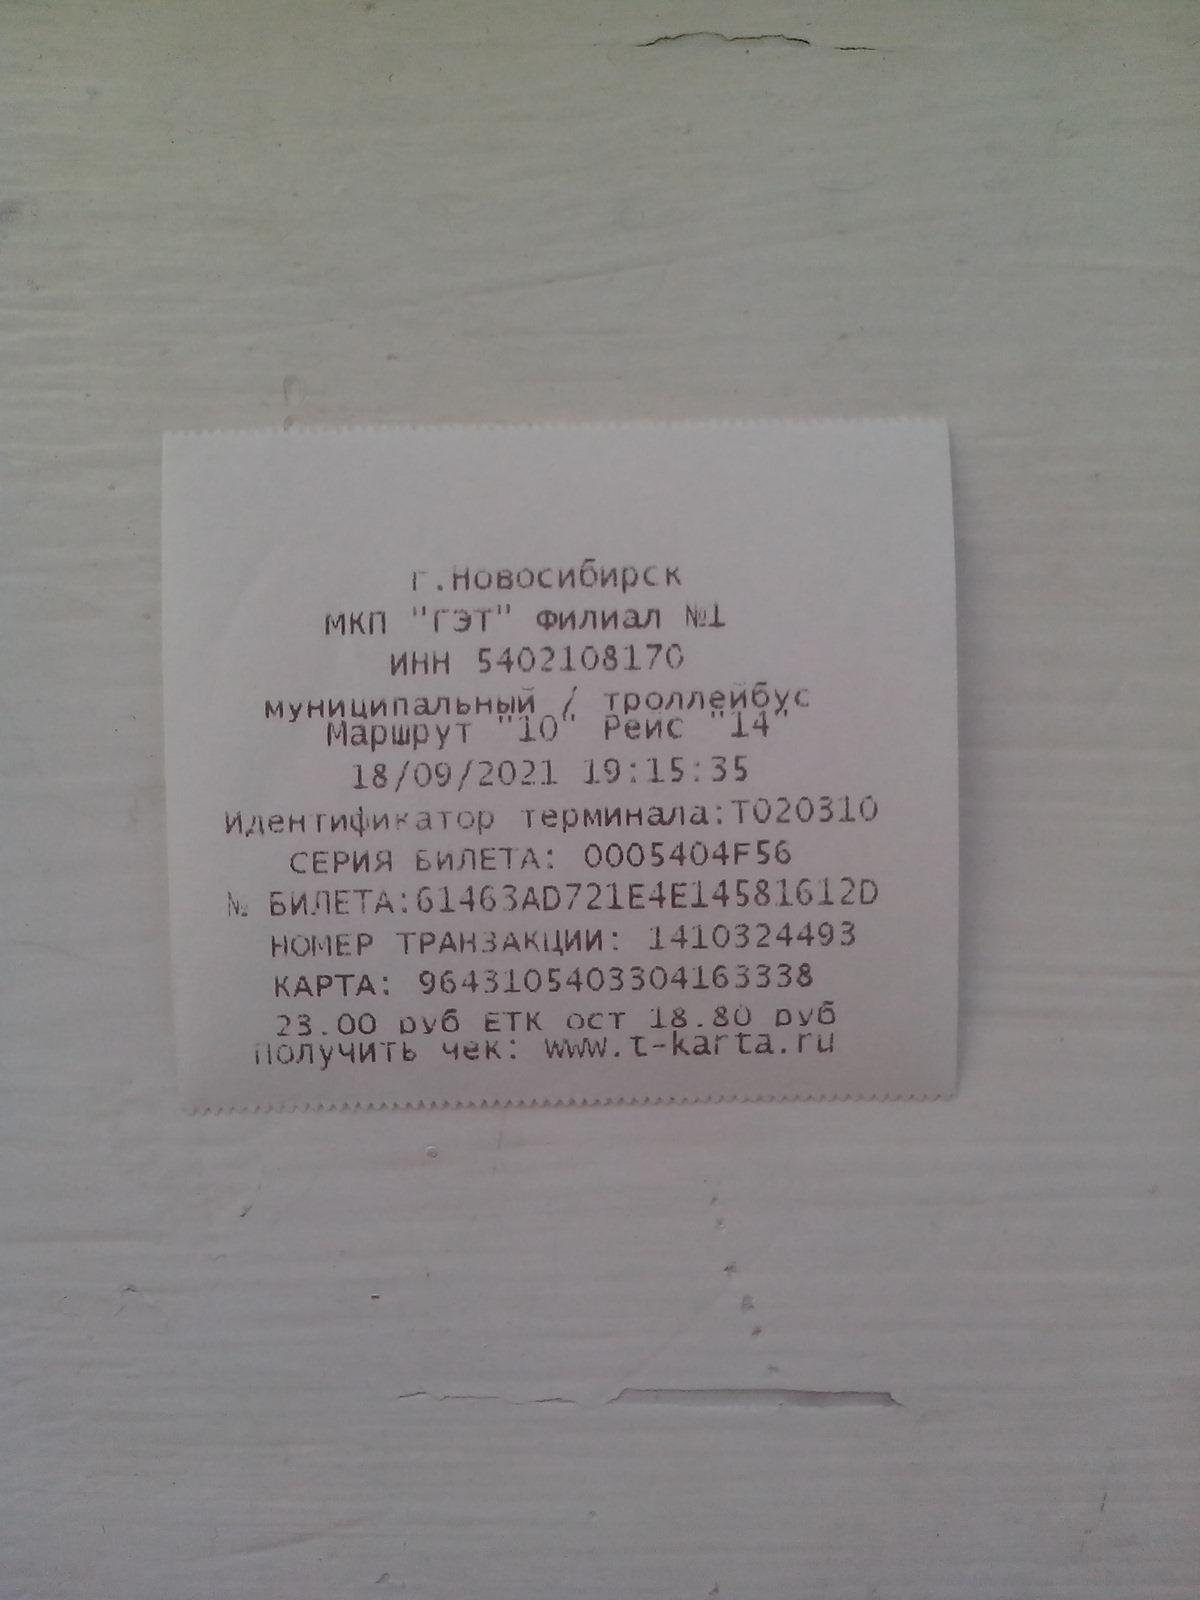 г.Новосибирск
МКП "ГЭТ" Филиал №1
ИНН 5402108170
муниципальный / троллейбус
Маршрут "10" Рейс "14"
18/09/2021 19:15:35
Идентификатор терминала:T020310
СЕРИЯ БИЛЕТА: 0005404F56
№ БИЛЕТА:61463AD721E4E14581612D
НОМЕР ТРАНЗАКЦИИ: 1410324493
КАРТА: 9643105403304163338
23.00 руб ЕТК ост 18.80 руб
Получить чек: www.t-karta.ru